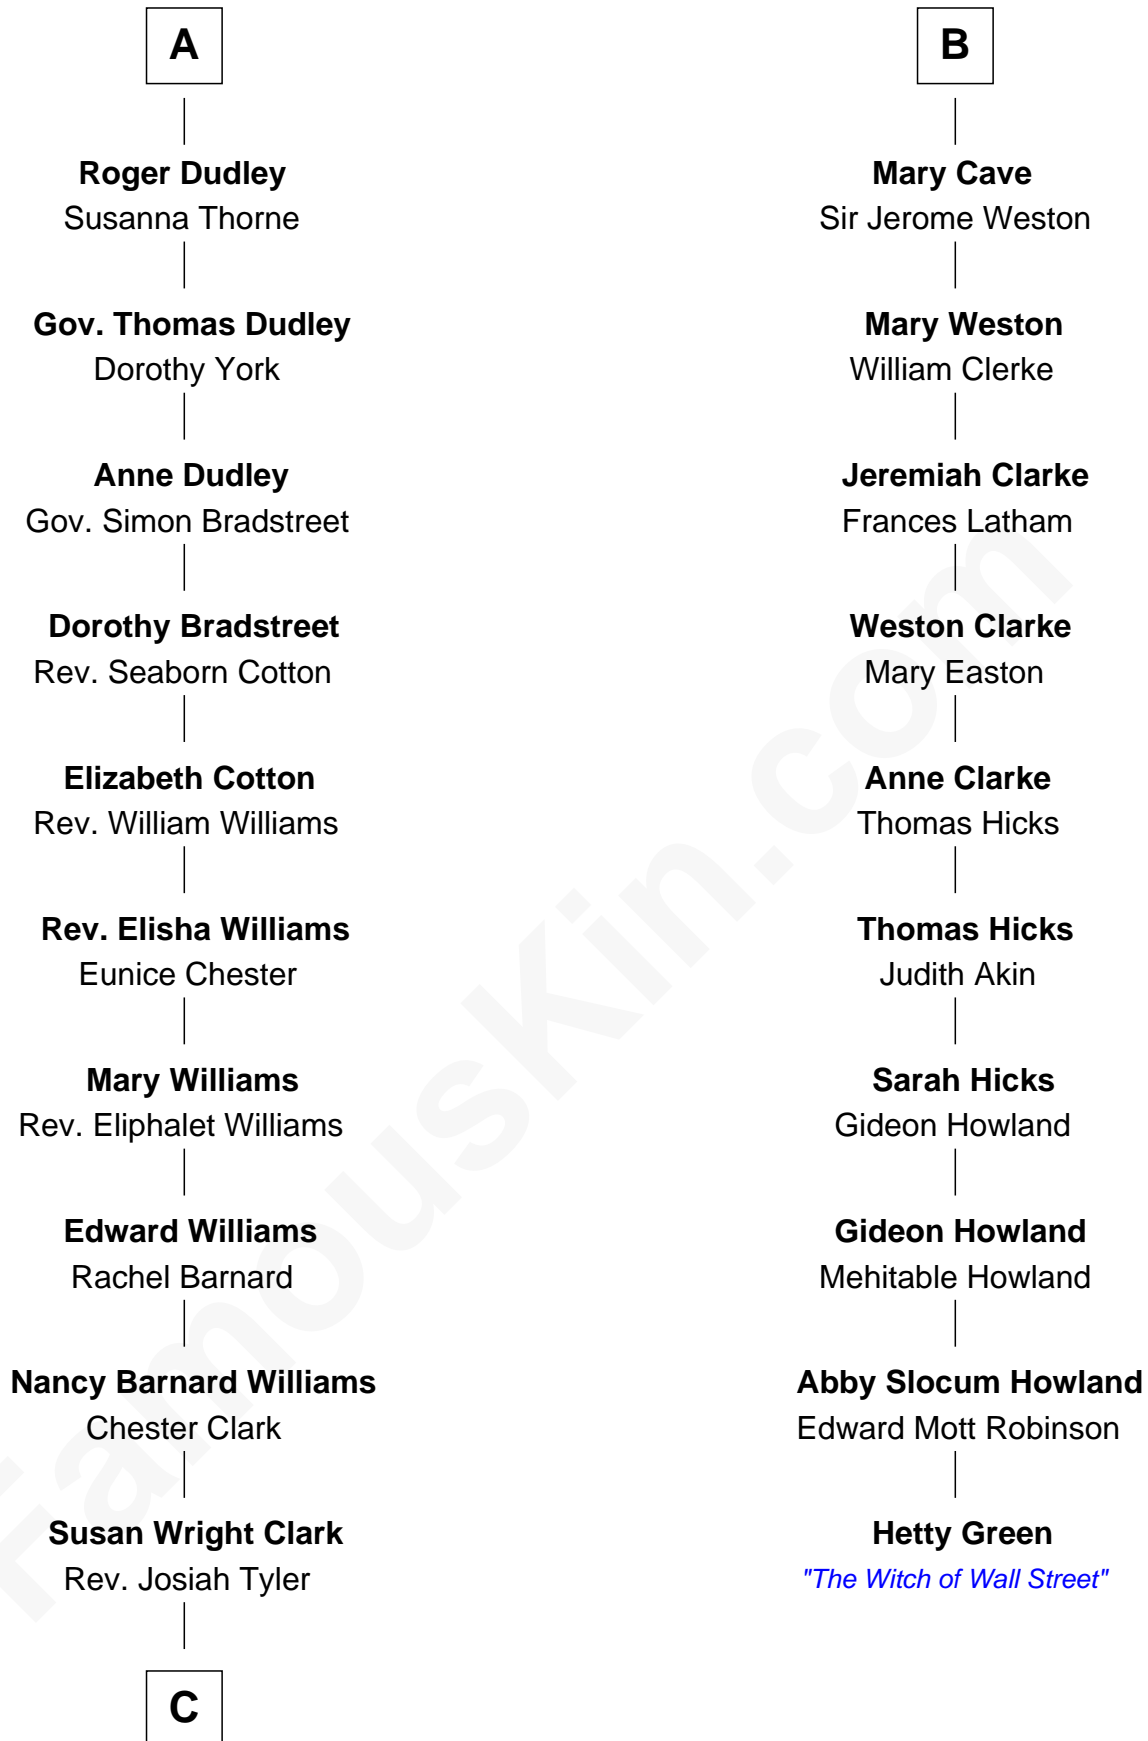 A
Roger Dudley
Susanna Thorne
Gov. Thomas Dudley
Dorothy York
Anne Dudley
Gov. Simon Bradstreet
Dorothy Bradstreet
Rev. Seaborn Cotton
Elizabeth Cotton
Rev. William Williams
Rev. Elisha Williams
Eunice Chester
Mary Williams
Rev. Eliphalet Williams
Edward Williams
Rachel Barnard
Nancy Barnard Williams
Chester Clark
Susan Wright Clark
Rev. Josiah Tyler
C
B
Mary Cave
Sir Jerome Weston
Mary Weston
William Clerke
Jeremiah Clarke
Frances Latham
Weston Clarke
Mary Easton
Anne Clarke
Thomas Hicks
Thomas Hicks
Judith Akin
Sarah Hicks
Gideon Howland
Gideon Howland
Mehitable Howland
Abby Slocum Howland
Edward Mott Robinson
Hetty Green
"The Witch of Wall Street"
FamousKin.com